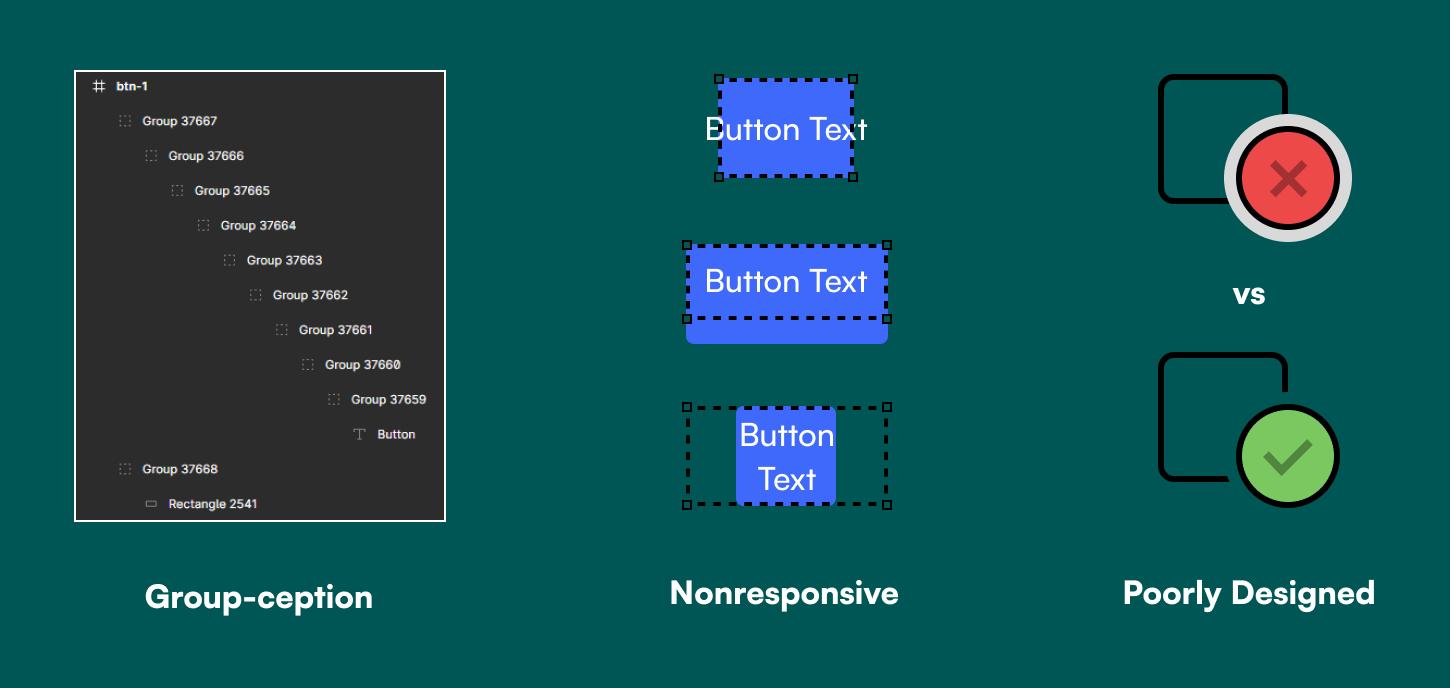 btn-1
Group 37667
Group 37666
Group 37665
Group 37664
Group 37663
Group 37662
Group 37661
Group 37660
Group 37659
Button
Group 37668
Rectangle 2541
Group-ception
Button Text
Button Text
Button
Text
Nonresponsive
vs
Poorly Designed